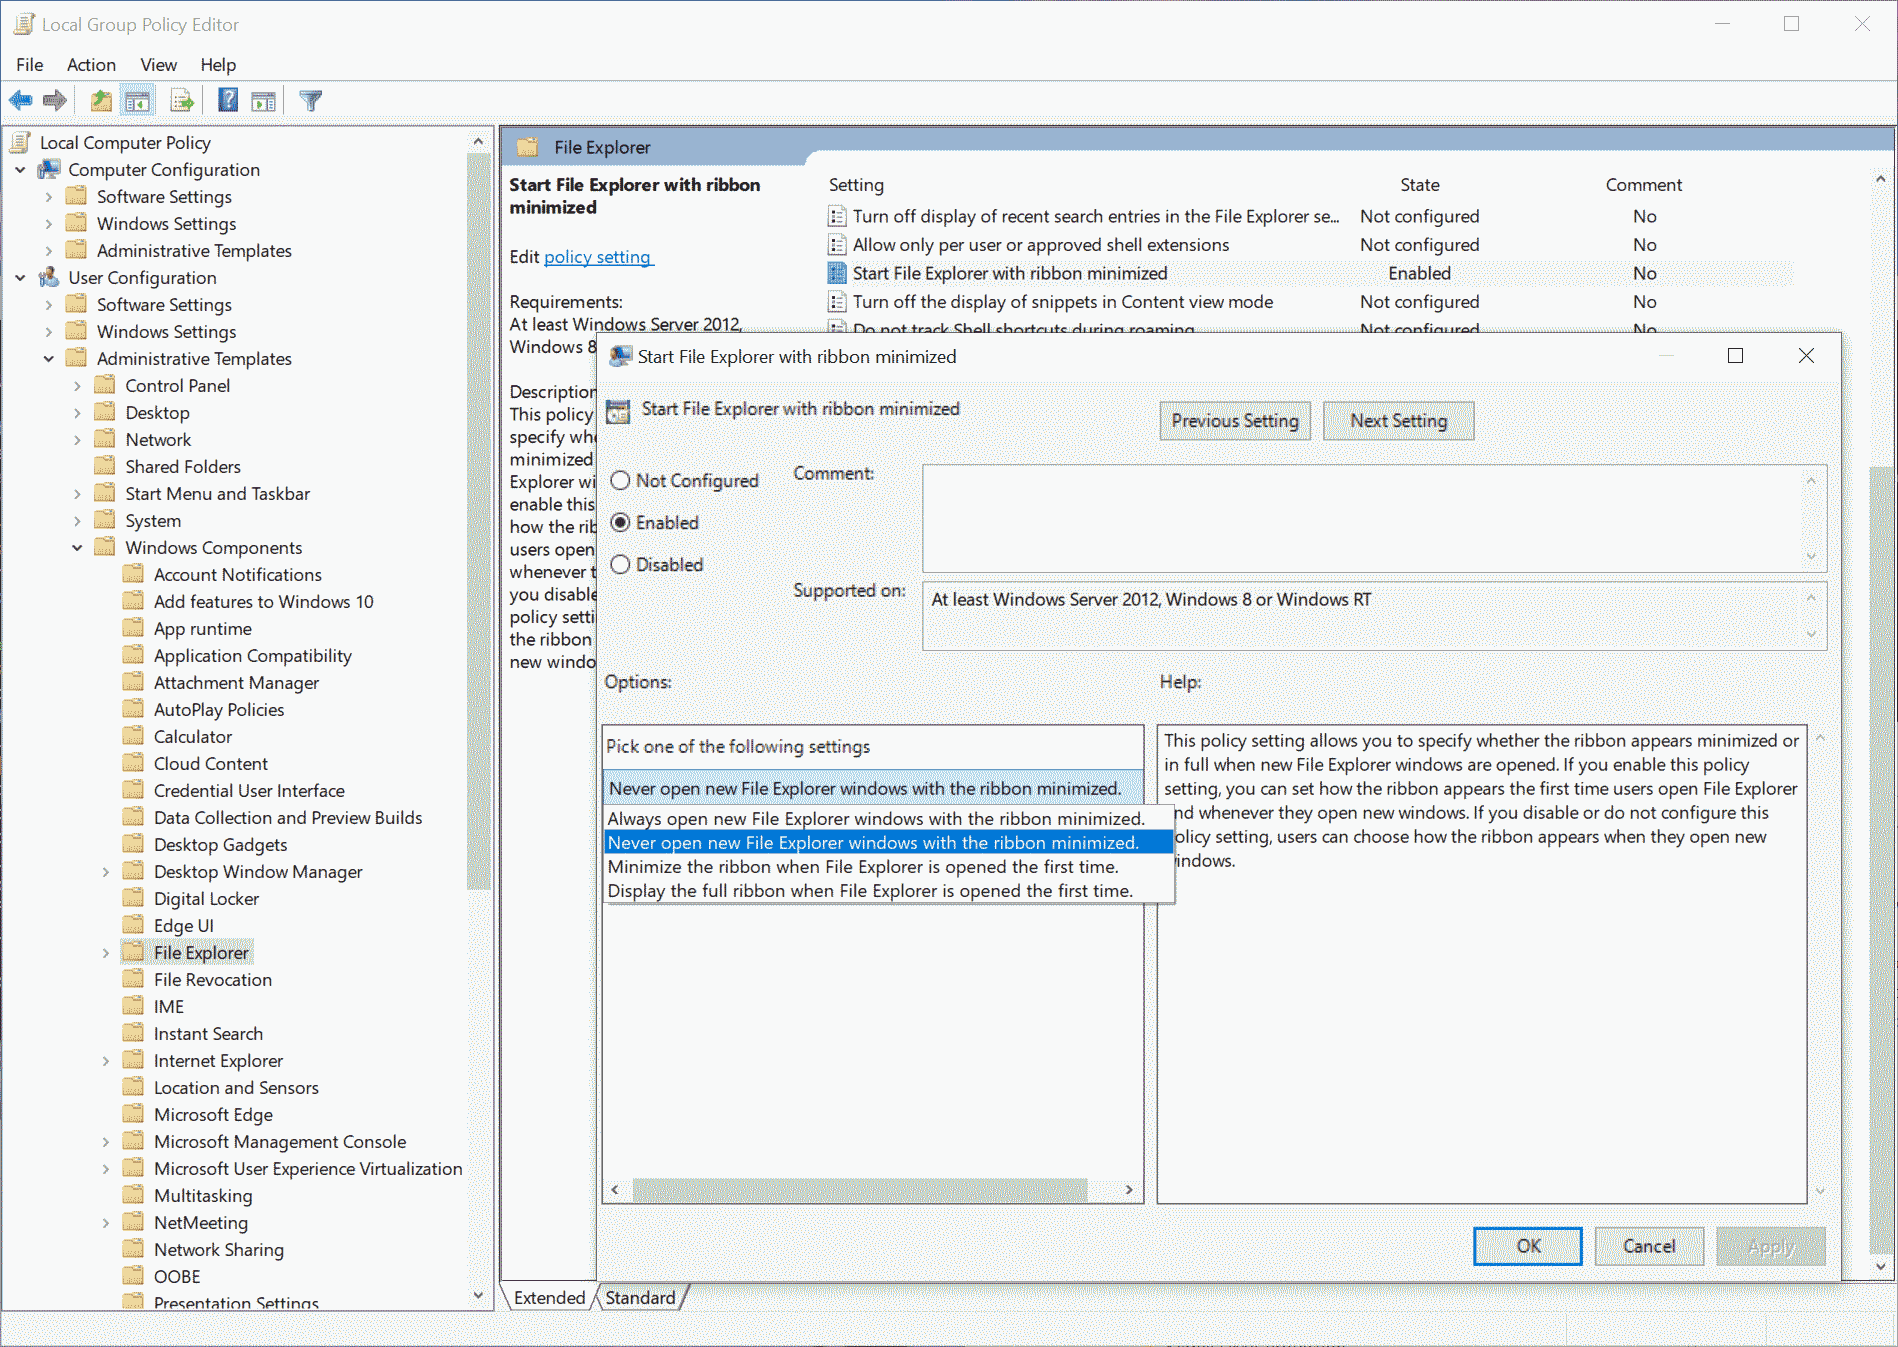 Local Group Policy Editor
File Action View Help
Local Computer Policy
Computer Configuration
Software Settings
Windows Settings
Administrative Templates
User Configuration
Software Settings
Windows Settings
Administrative Templates
Control Panel
Desktop
Network
Shared Folders
Start Menu and Taskbar
System
Windows Components
Account Notifications
Add features to Windows 10
App runtime
Application Compatibility
Attachment Manager
AutoPlay Policies
Calculator
Cloud Content
Credential User Interface
Data Collection and Preview Builds
Desktop Gadgets
Desktop Window Manager
Digital Locker
Edge UI
File Explorer
File Revocation
IME
Instant Search
Internet Explorer
Location and Sensors
Microsoft Edge
Microsoft Management Console
Microsoft User Experience Virtualization
Multitasking
NetMeeting
Network Sharing
OOBE
Presentation Settings
File Explorer
Start File Explorer with ribbon
minimized
Edit policy setting
Requirements:
At least Windows Server 2012,
Windows 8
Description
This policy
specify whe
minimized
Explorer wi
enable this
how the rib
users open
whenever t
you disable
policy setti
the ribbon
new windo
Setting State Comment
Turn off display of recent search entries in the File Explorer se... Not configured No
Allow only per user or approved shell extensions Not configured No
Start File Explorer with ribbon minimized Enabled No
Turn off the display of snippets in Content view mode Not configured No
Do not track Shell shortcuts during roaming Not configured No
Start File Explorer with ribbon minimized
Start File Explorer with ribbon minimized
Previous Setting Next Setting
Not Configured
Enabled
Disabled
Comment:
Supported on:
At least Windows Server 2012, Windows 8 or Windows RT
Options:
Pick one of the following settings
Never open new File Explorer windows with the ribbon minimized.
Always open new File Explorer windows with the ribbon minimized.
Never open new File Explorer windows with the ribbon minimized.
Minimize the ribbon when File Explorer is opened the first time.
Display the full ribbon when File Explorer is opened the first time.
Help:
This policy setting allows you to specify whether the ribbon appears minimized or
in full when new File Explorer windows are opened. If you enable this policy
setting, you can set how the ribbon appears the first time users open File Explorer
nd whenever they open new windows. If you disable or do not configure this
olicy setting, users can choose how the ribbon appears when they open new
indows.
OK Cancel Apply
Extended Standard